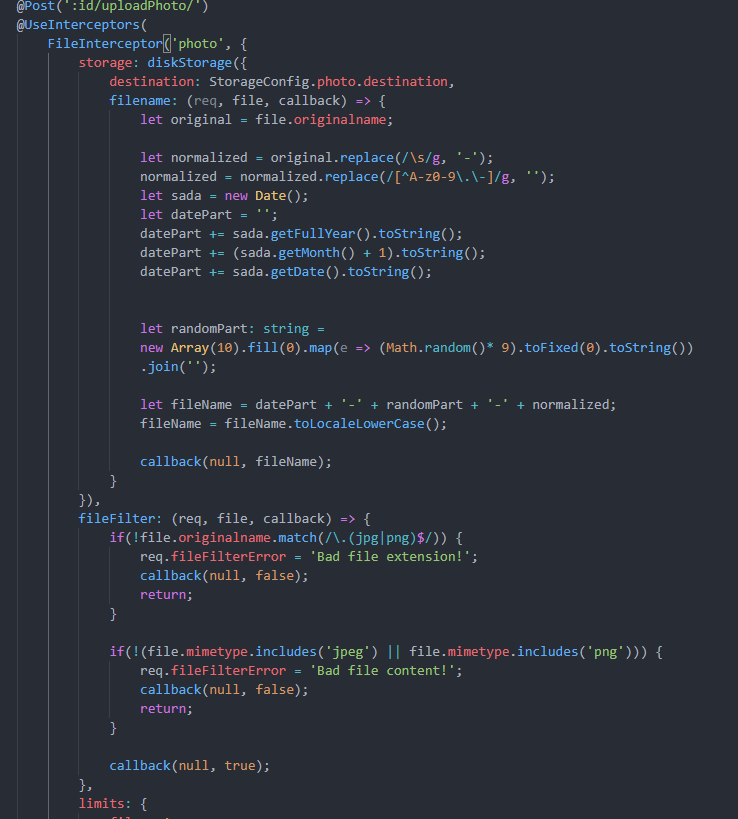 @Post(':id/uploadPhoto/')
@UseInterceptors(
FileInterceptor('photo', {
storage: diskStorage({
destination: StorageConfig.photo.destination,
filename: (req, file, callback) => {
let original = file.originalname;
let normalized = original.replace(/\s/g, '-');
normalized = normalized.replace(/[^A-z0-9\.\-]/g, '');
let sada = new Date();
let datePart = '';
datePart += sada.getFullYear().toString();
datePart += (sada.getMonth() + 1).toString();
datePart += sada.getDate().toString();
let randomPart: string =
new Array(10).fill(0).map(e => (Math.random()* 9).toFixed(0).toString())
.join('');
let fileName = datePart + '-' + randomPart + '-' + normalized;
fileName = fileName.toLocaleLowerCase();
callback(null, fileName);
}
}),
fileFilter: (req, file, callback) => {
if(!file.originalname.match(/\.(jpg|png)$/)) {
req.fileFilterError = 'Bad file extension!';
callback(null, false);
return;
}
if(!(file.mimetype.includes('jpeg') || file.mimetype.includes('png'))) {
req.fileFilterError = 'Bad file content!';
callback(null, false);
return;
}
callback(null, true);
},
limits: {